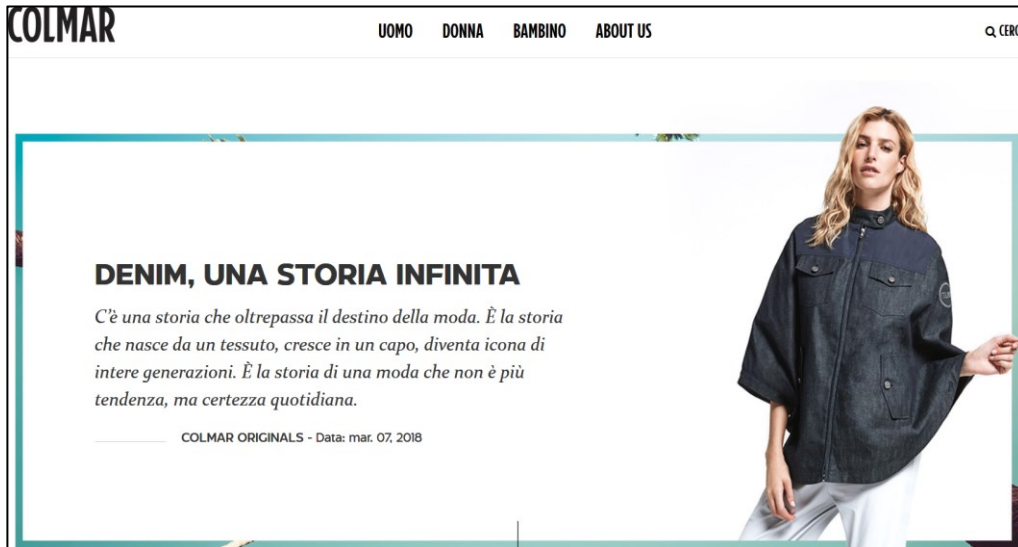 COLMAR
UOMO DONNA BAMBINO ABOUT US
DENIM, UNA STORIA INFINITA
C'è una storia che oltrepassa il destino della moda. È la storia
che nasce da un tessuto, cresce in un capo, diventa icona di
intere generazioni. È la storia di una moda che non è più
tendenza, ma certezza quotidiana.
COLMAR ORIGINALS - Data: mar. 07, 2018